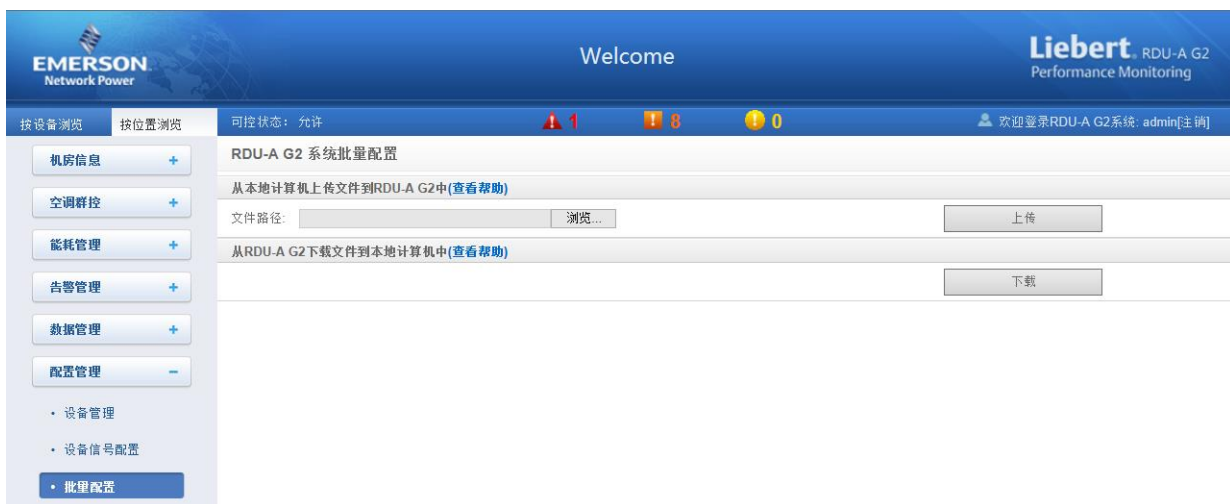 EMERSON
Network Power
Welcome
Liebert® RDU-A G2
Performance Monitoring
按设备浏览 按位置浏览 可控状态：允许 1 8 0 欢迎登录RDU-A G2系统: admin[注销]
机房信息 +
空调群控 +
能耗管理 +
告警管理 +
数据管理 +
配置管理 −
• 设备管理
• 设备信号配置
• 批量配置
RDU-A G2 系统批量配置
从本地计算机上传文件到RDU-A G2中(查看帮助)
文件路径: 浏览... 上传
从RDU-A G2下载文件到本地计算机中(查看帮助)
下载